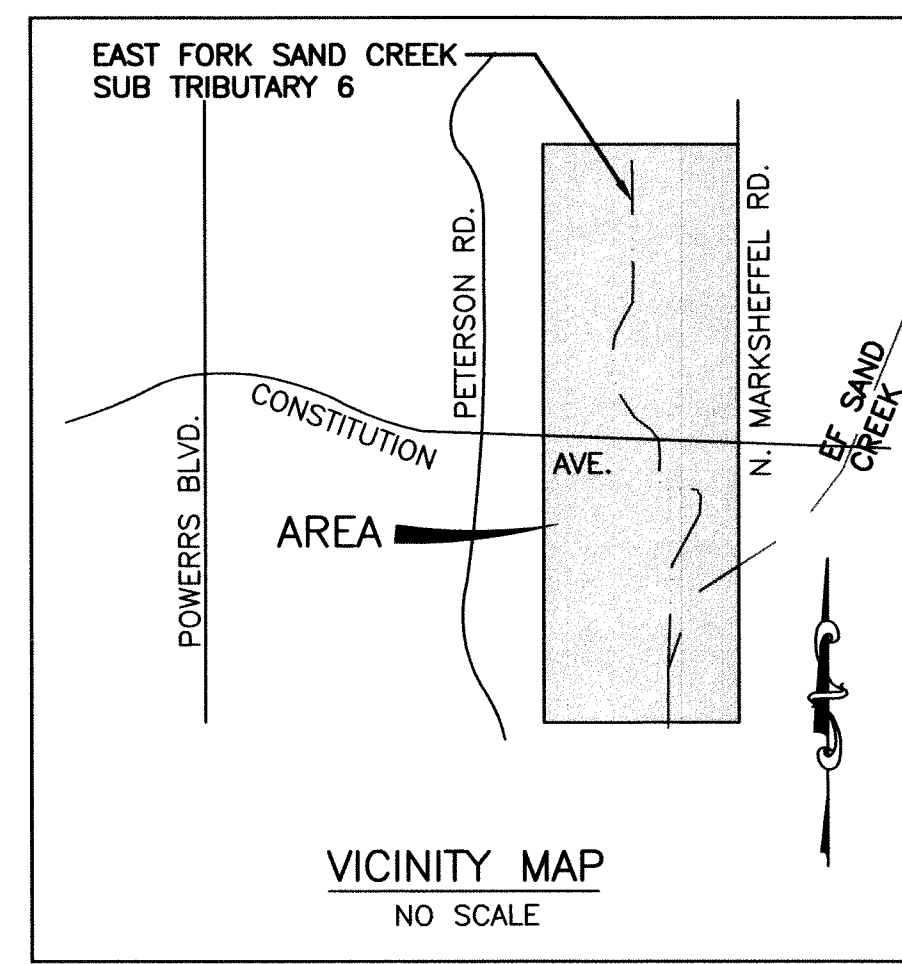 EAST FORK SAND CREEK
SUB TRIBUTARY 6
PETERSON RD.
N. MARKSHEFFEL RD.
CONSTITUTION
AVE.
EF SAND
CREEK
POWERRS BLVD.
AREA
VICINITY MAP
NO SCALE